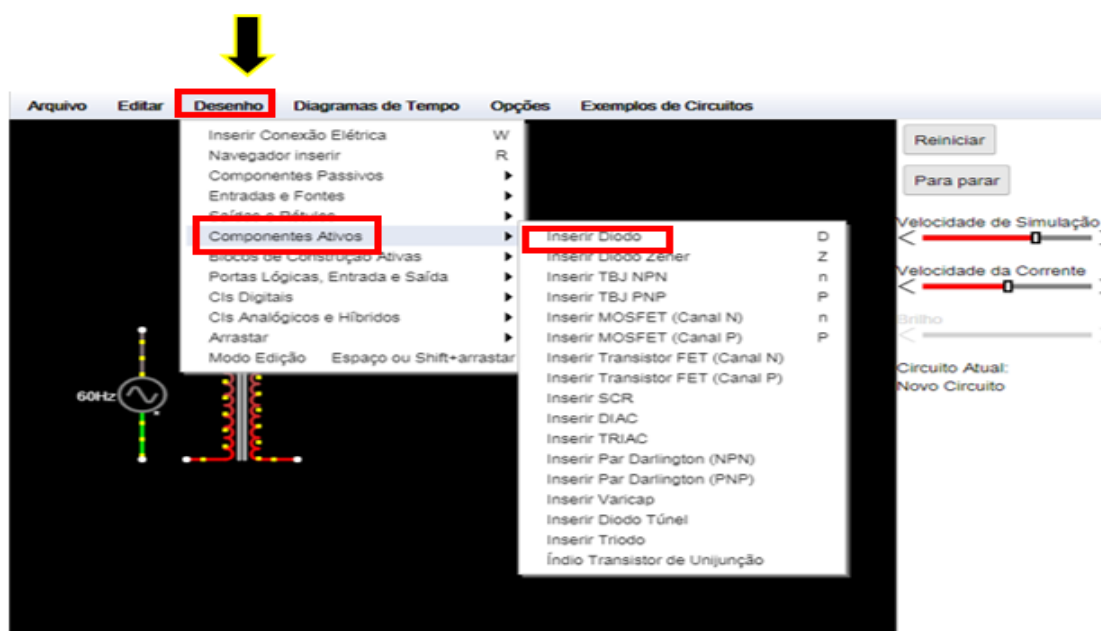 Arquivo Editar Desenho Diagramas de Tempo Opções Exemplos de Circuitos
Inserir Conexão Elétrica W
Navegador inserir R
Componentes Passivos
Entradas e Fontes
Saídas e Rótulos
Componentes Ativos
Blocos de Construção Ativas
Portas Lógicas, Entrada e Saída
CIs Digitais
CIs Analógicos e Híbridos
Arrastar
Modo Edição Espaço ou Shift+arrastar
Inserir Diodo D
Inserir Diodo Zener Z
Inserir TBJ NPN n
Inserir TBJ PNP P
Inserir MOSFET (Canal N) n
Inserir MOSFET (Canal P) P
Inserir Transistor FET (Canal N)
Inserir Transistor FET (Canal P)
Inserir SCR
Inserir DIAC
Inserir TRIAC
Inserir Par Darlington (NPN)
Inserir Par Darlington (PNP)
Inserir Varicap
Inserir Diodo Túnel
Inserir Triodo
Índio Transistor de Unijunção
60Hz
Reiniciar
Para parar
Velocidade de Simulação
Velocidade da Corrente
Brilho
Circuito Atual:
Novo Circuito